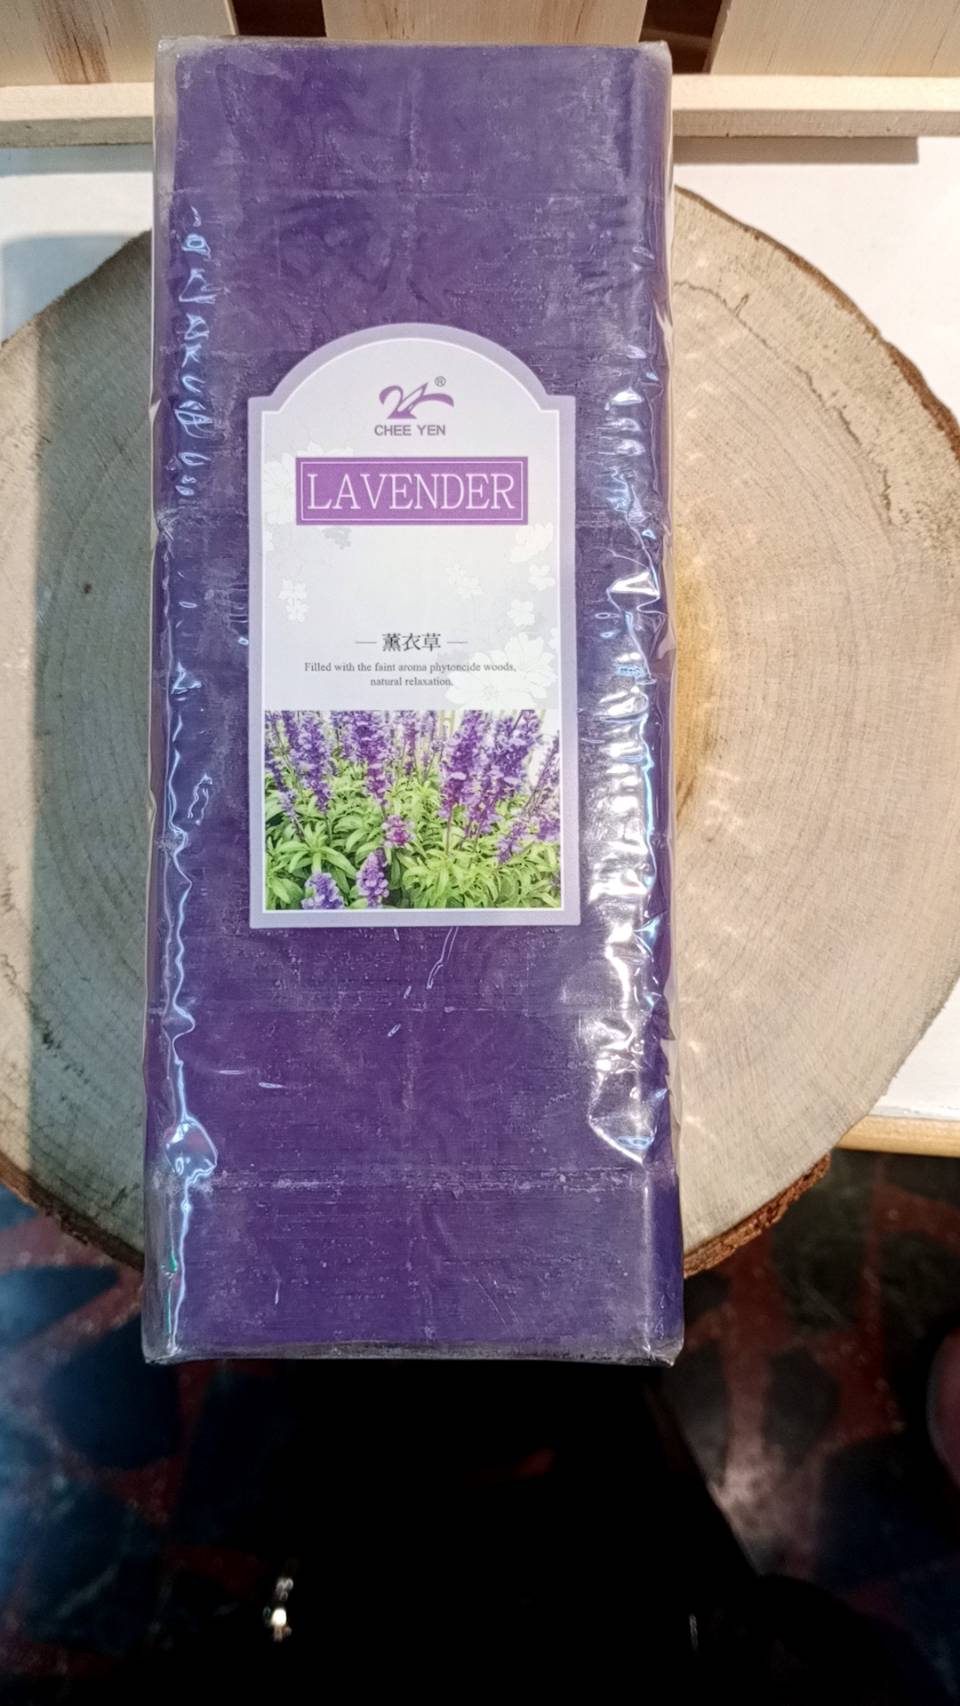 ®
CHEE YEN
LAVENDER
薰衣草
Filled with the faint aroma phytoncide woods,
natural relaxation.